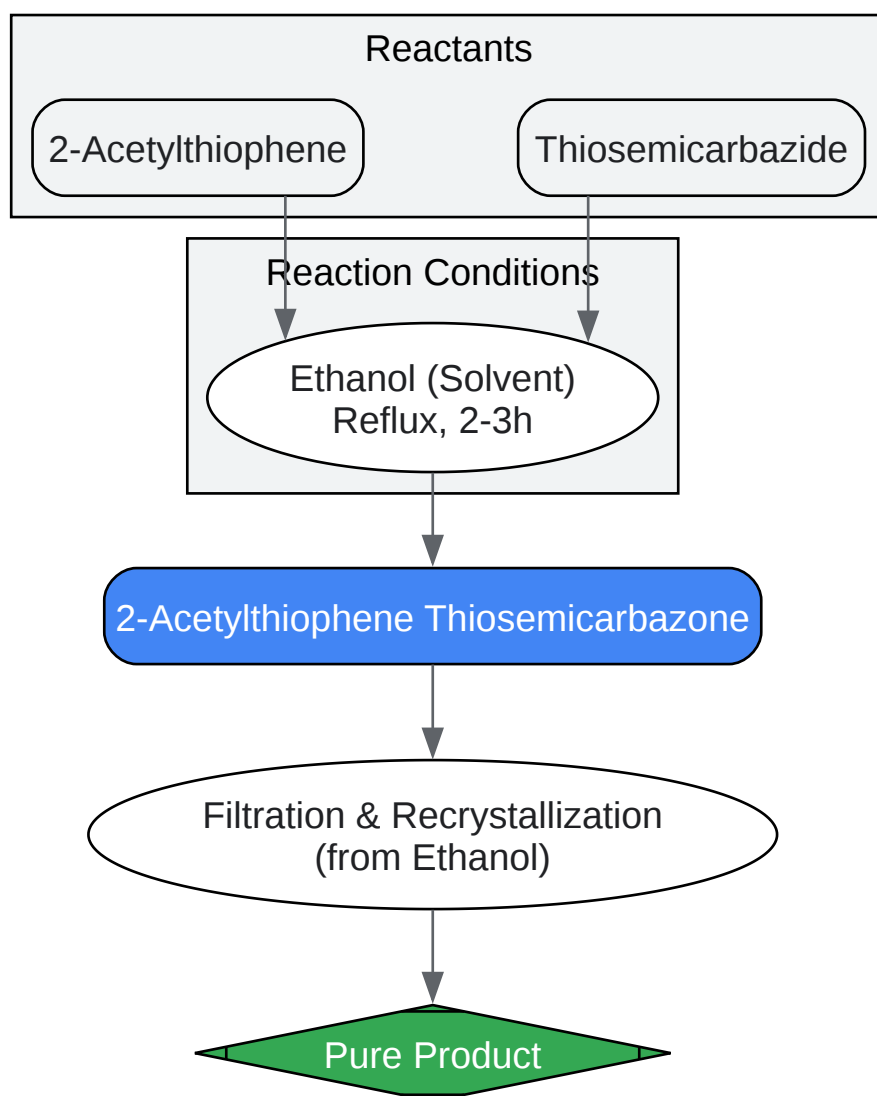 Reactants
2-Acetylthiophene
Thiosemicarbazide
Reaction Conditions
Ethanol (Solvent)
Reflux, 2-3h
2-Acetylthiophene Thiosemicarbazone
Filtration & Recrystallization
(from Ethanol)
Pure Product